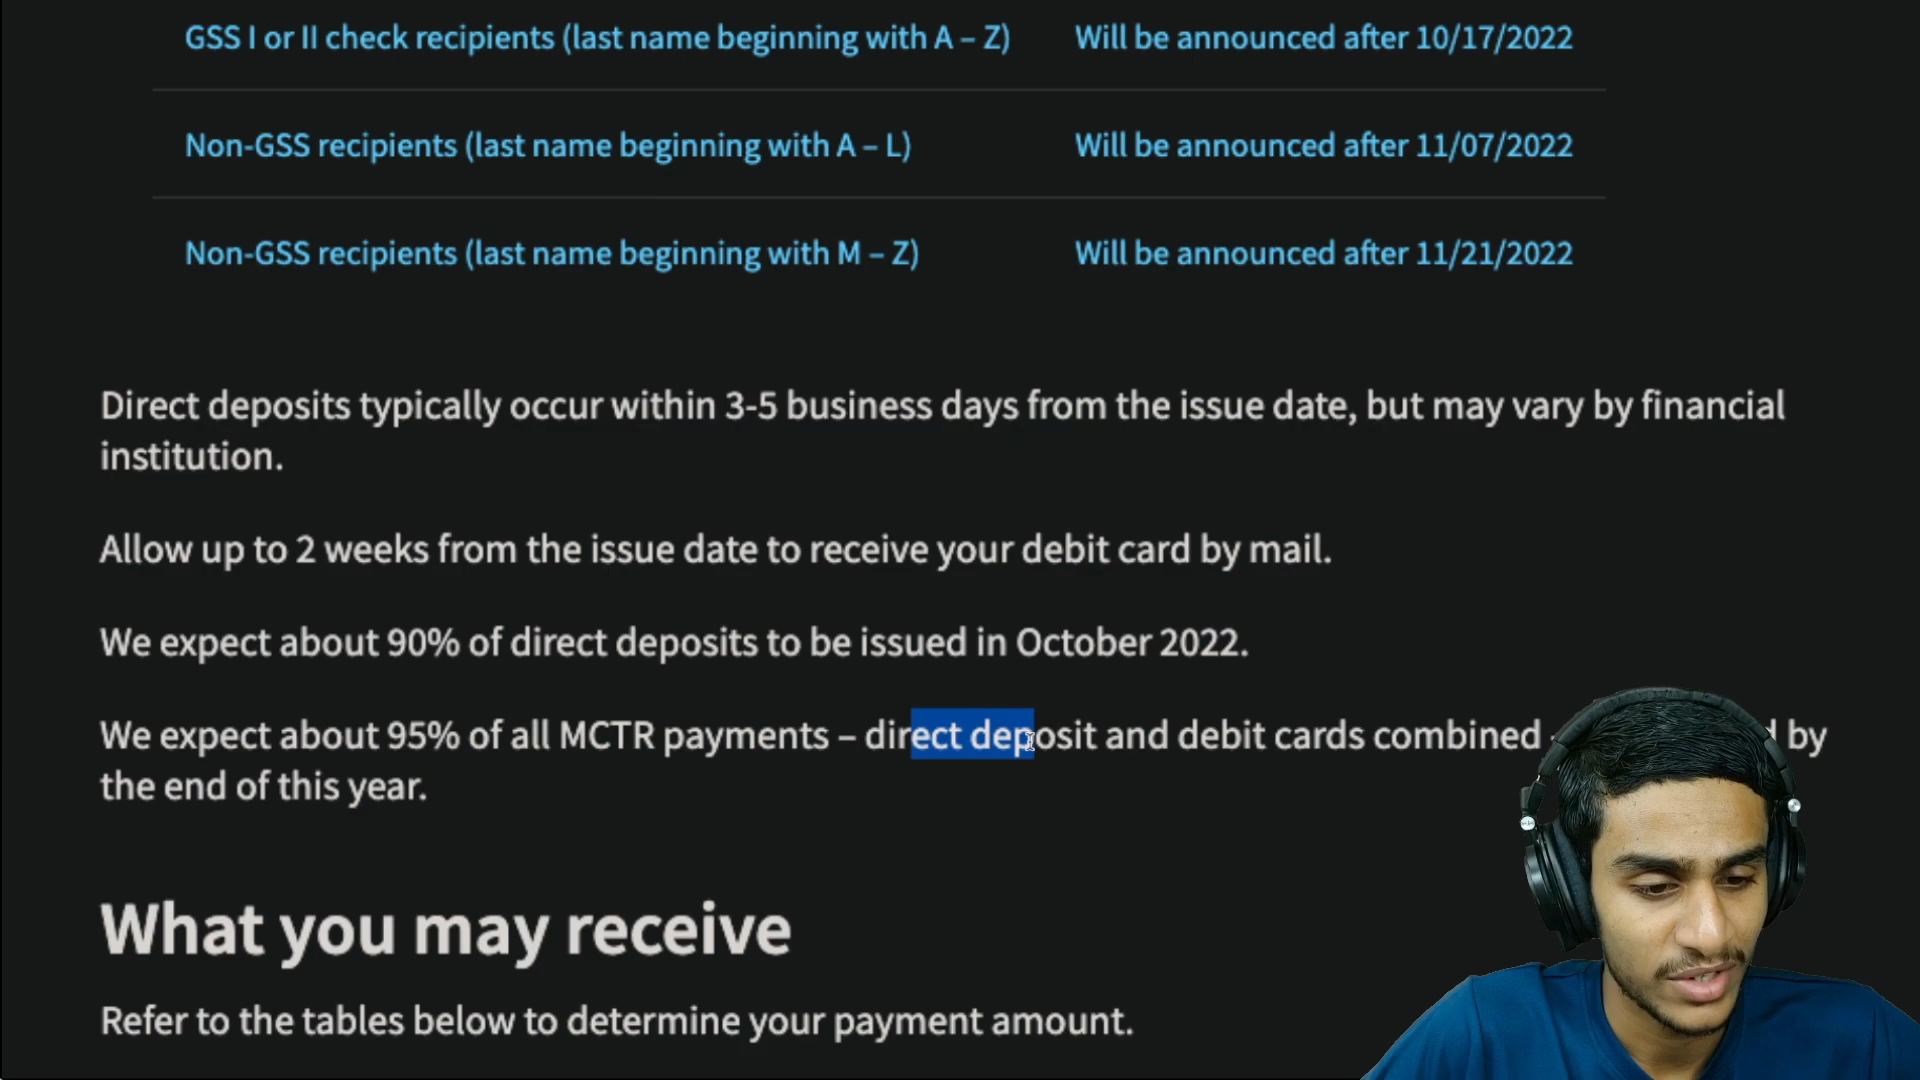 GSS I or II check recipients (last name beginning with A – Z) Will be announced after 10/17/2022
Non-GSS recipients (last name beginning with A – L) Will be announced after 11/07/2022
Non-GSS recipients (last name beginning with M – Z) Will be announced after 11/21/2022
Direct deposits typically occur within 3-5 business days from the issue date, but may vary by financial
institution.
Allow up to 2 weeks from the issue date to receive your debit card by mail.
We expect about 90% of direct deposits to be issued in October 2022.
We expect about 95% of all MCTR payments – direct deposit and debit cards combined by
the end of this year.
What you may receive
Refer to the tables below to determine your payment amount.